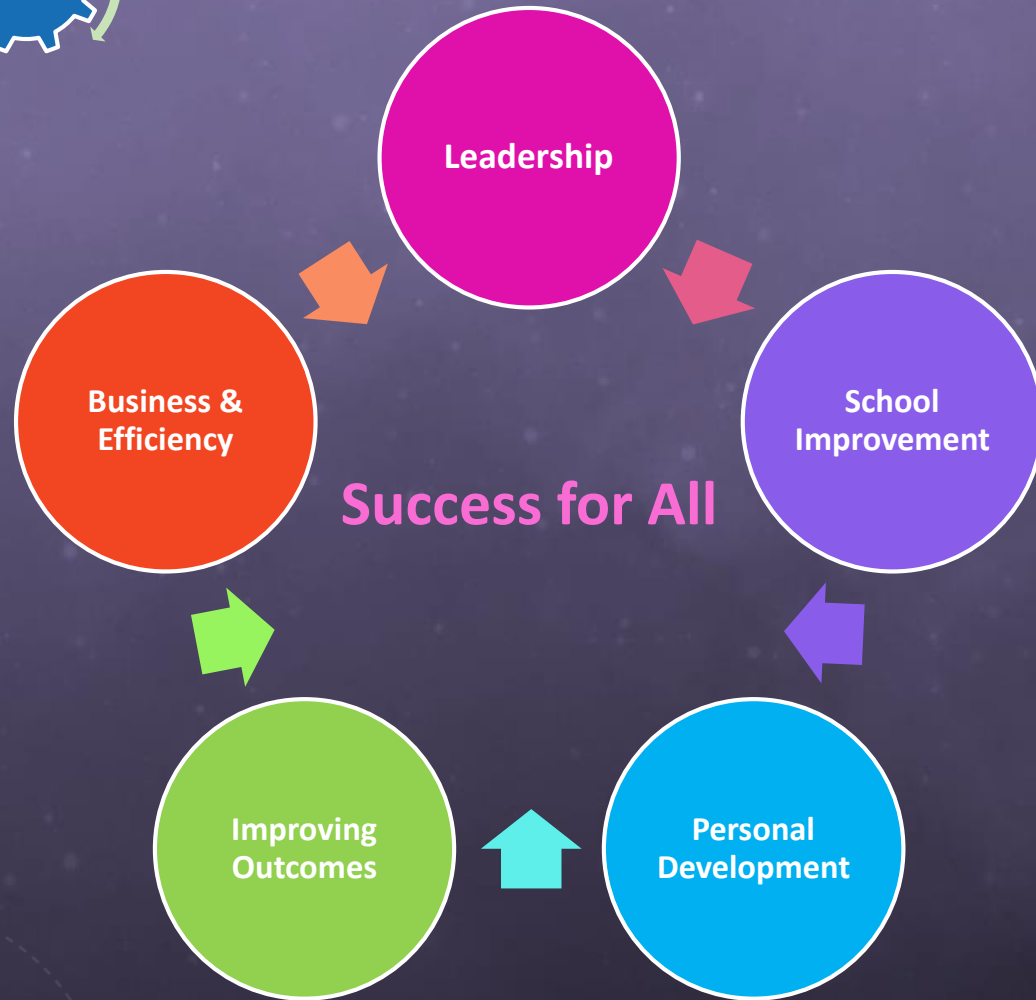 Leadership
School
Improvement
Personal
Development
Improving
Outcomes
Business &
Efficiency
Success for All